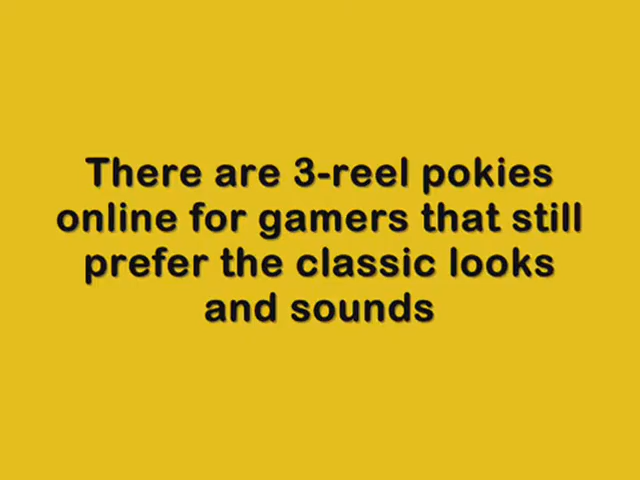 There are 3-reel pokies
online for gamers that still
prefer the classic looks
and sounds